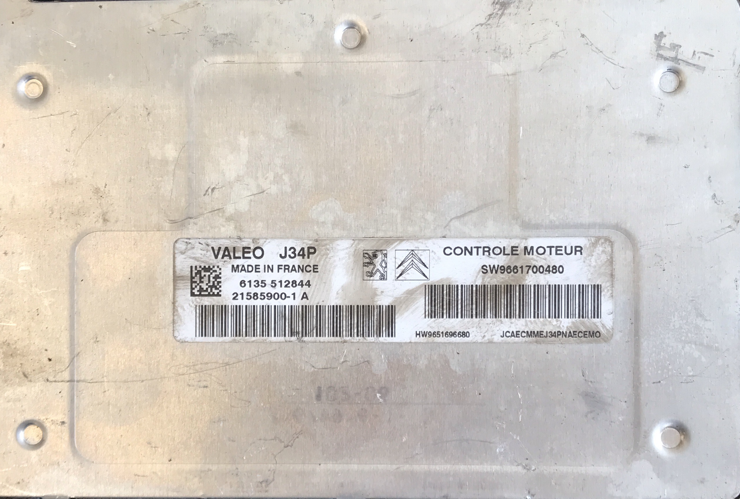 VALEO J34P
MADE IN FRANCE
6135 512844
21585900-1 A
CONTROLE MOTEUR
SW9661700480
HW9651696680 JCAECMMEJ34PNAECEMO